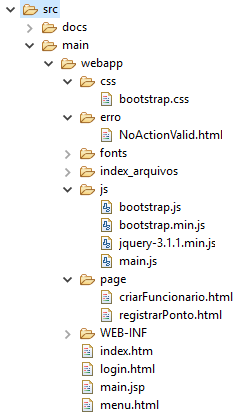 src
docs
main
webapp
css
bootstrap.css
erro
NoActionValid.html
fonts
index_arquivos
js
bootstrap.js
bootstrap.min.js
jquery-3.1.1.min.js
main.js
page
criarFuncionario.html
registrarPonto.html
WEB-INF
index.htm
login.html
main.jsp
menu.html